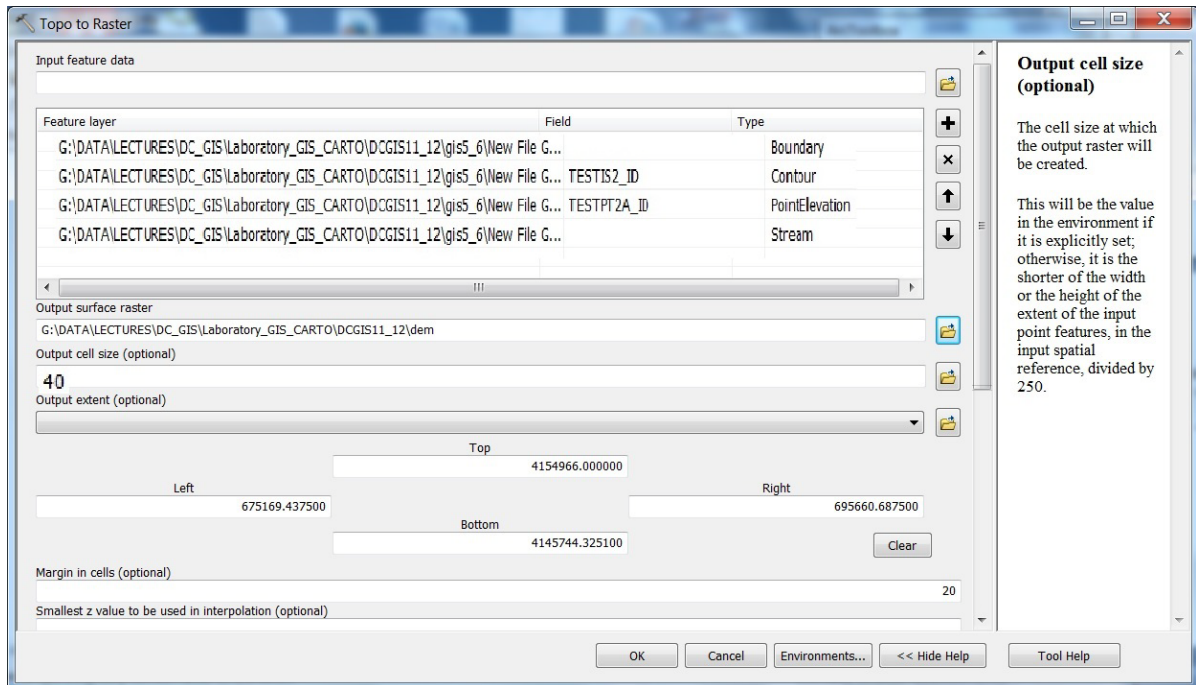 Topo to Raster
Input feature data
Feature layer Field Type
G:\DATA\LECTURES\DC_GIS\Laboratory_GIS_CARTO\DCGIS11_12\gis5_6\New File G... Boundary
G:\DATA\LECTURES\DC_GIS\Laboratory_GIS_CARTO\DCGIS11_12\gis5_6\New File G... TESTIS2_ID Contour
G:\DATA\LECTURES\DC_GIS\Laboratory_GIS_CARTO\DCGIS11_12\gis5_6\New File G... TESTPT2A_ID PointElevation
G:\DATA\LECTURES\DC_GIS\Laboratory_GIS_CARTO\DCGIS11_12\gis5_6\New File G... Stream
Output surface raster
G:\DATA\LECTURES\DC_GIS\Laboratory_GIS_CARTO\DCGIS11_12\dem
Output cell size (optional)
40
Output extent (optional)
Top
4154966.000000
Left Right
675169.437500 695660.687500
Bottom
4145744.325100
Clear
Margin in cells (optional)
20
Smallest z value to be used in interpolation (optional)
OK Cancel Environments... << Hide Help Tool Help
Output cell size
(optional)
The cell size at which
the output raster will
be created.
This will be the value
in the environment if
it is explicitly set;
otherwise, it is the
shorter of the width
or the height of the
extent of the input
point features, in the
input spatial
reference, divided by
250.